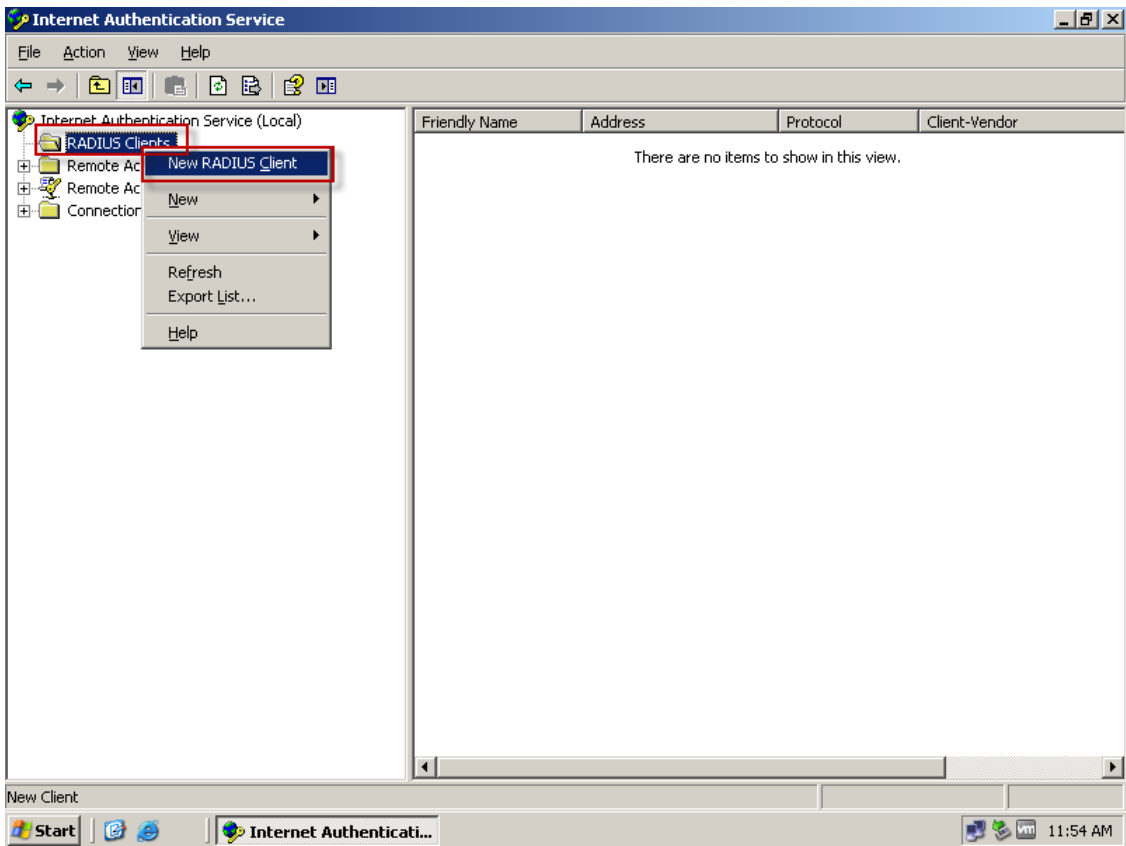 Internet Authentication Service
File Action View Help
Internet Authentication Service (Local)
RADIUS Clients
Remote Ac
Remote Ac
Connection
New RADIUS Client
New
View
Refresh
Export List...
Help
Friendly Name Address Protocol Client-Vendor
There are no items to show in this view.
New Client
Start Internet Authenticati... vm 11:54 AM